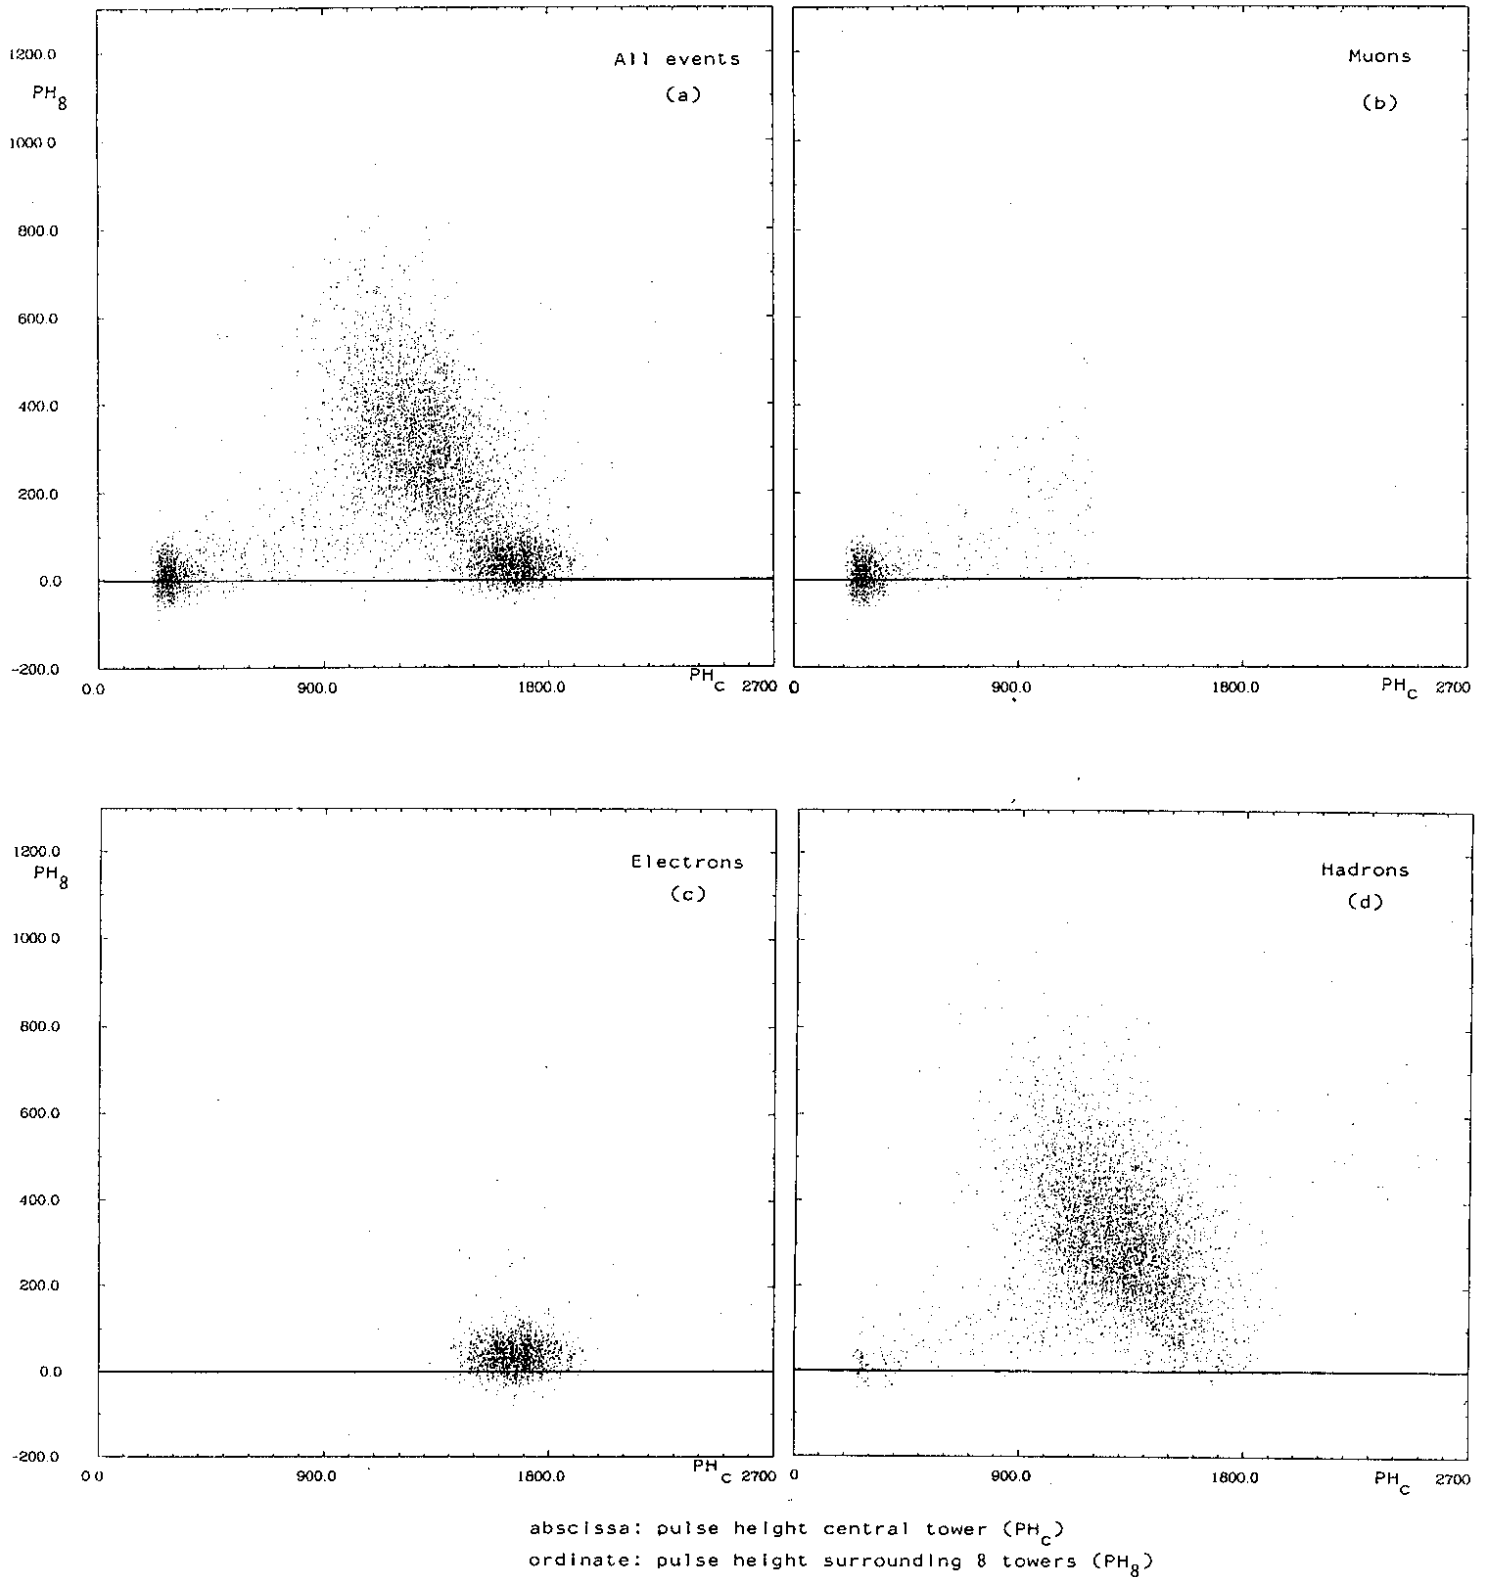 All events
(a)
1200.0
PH8
1000.0
800.0
600.0
400.0
200.0
0.0
-200.0
0.0 900.0 1800.0 PHC 2700
Muons
(b)
0 900.0 1800.0 PHC 2700
Electrons
(c)
1200.0
PH8
1000.0
800.0
600.0
400.0
200.0
0.0
-200.0
0.0 900.0 1800.0 PHC 2700
Hadrons
(d)
0 900.0 1800.0 PHC 2700
abscissa: pulse height central tower (PHc)
ordinate: pulse height surrounding 8 towers (PH8)